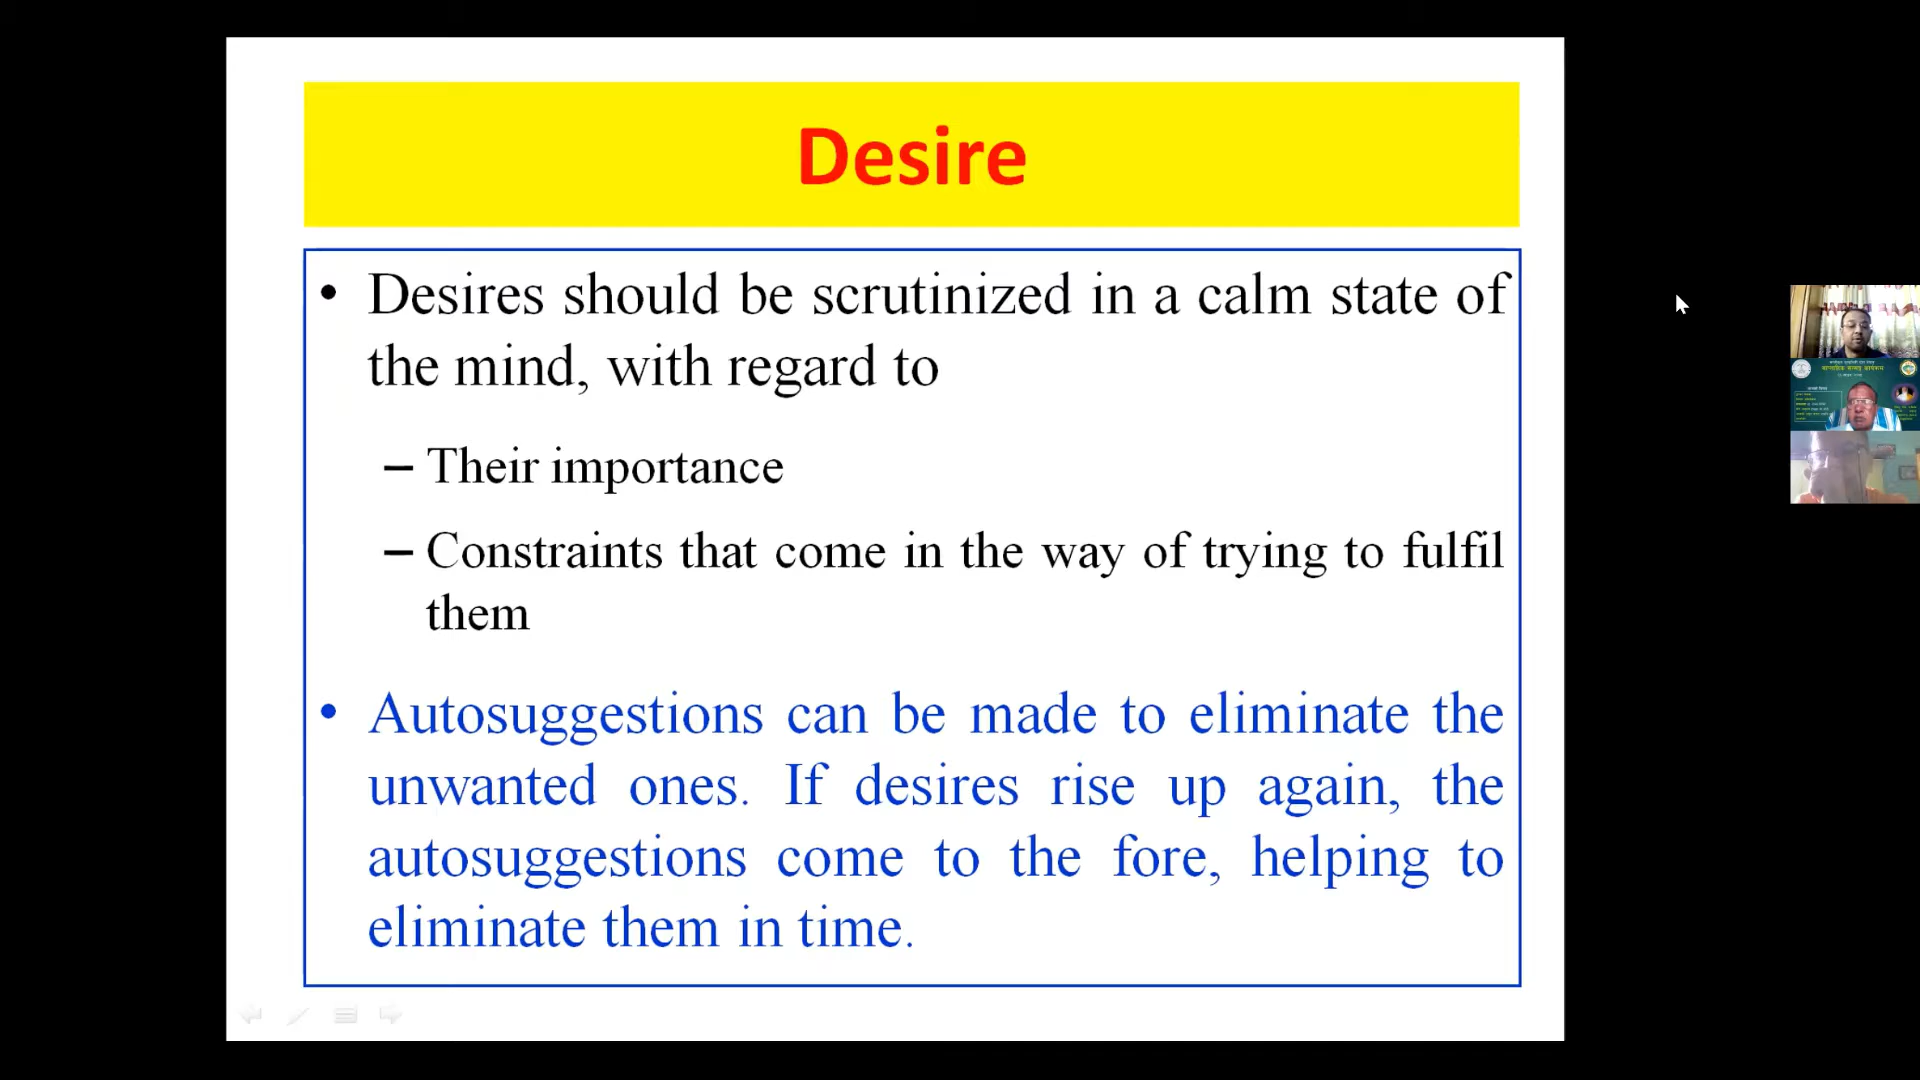 Desire
• Desires should be scrutinized in a calm state of
the mind, with regard to
– Their importance
– Constraints that come in the way of trying to fulfil
them
• Autosuggestions can be made to eliminate the
unwanted ones. If desires rise up again, the
autosuggestions come to the fore, helping to
eliminate them in time.